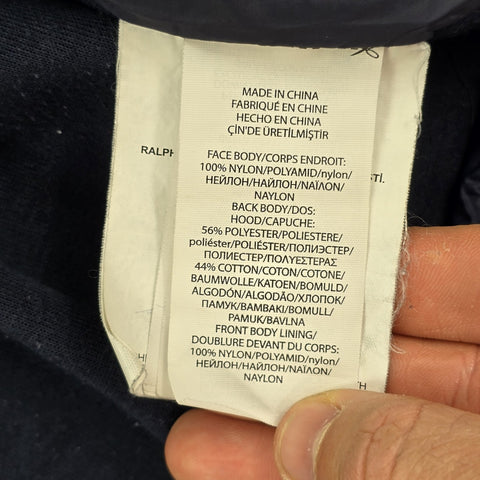 MADE IN CHINA
FABRIQUÉ EN CHINE
HECHO EN CHINA
ÇİN'DE ÜRETİLMİŞTİR
RALPH
FACE BODY/CORPS ENDROIT:
100% NYLON/POLYAMID/nylon/
НЕЙЛОН/НАЙЛОН/ΝΑΪΛΟΝ/
NAYLON
BACK BODY/DOS:
HOOD/CAPUCHE:
56% POLYESTER/POLIESTERE/
poliéster/POLIÉSTER/ПОЛИЭСТЕР/
ПОЛИЕСТЕР/ΠΟΛΥΕΣΤΕΡΑΣ
44% COTTON/COTON/COTONE/
BAUMWOLLE/KATOEN/BOMULD/
ALGODÓN/ALGODÃO/ХЛОПОК/
ПАМУК/ΒΑΜΒΑΚΙ/BOMULL/
PAMUK/BAVLNA
FRONT BODY LINING/
DOUBLURE DEVANT DU CORPS:
100% NYLON/POLYAMID/nylon/
НЕЙЛОН/НАЙЛОН/ΝΑΪΛΟΝ/
NAYLON